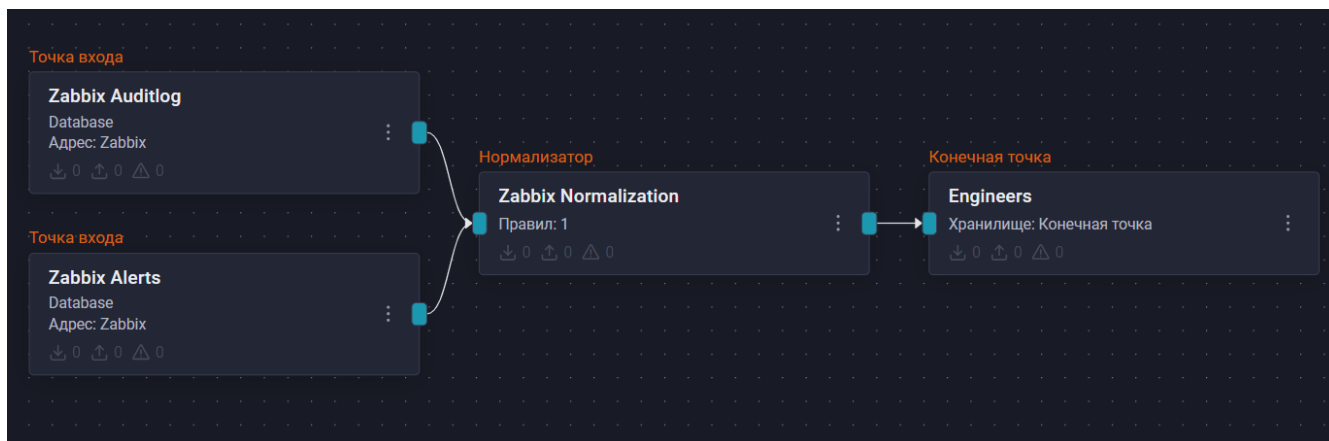 Точка входа
Zabbix Auditlog
Database
Адрес: Zabbix
0 0 0
Точка входа
Zabbix Alerts
Database
Адрес: Zabbix
0 0 0
Нормализатор
Zabbix Normalization
Правил: 1
0 0 0
Конечная точка
Engineers
Хранилище: Конечная точка
0 0 0